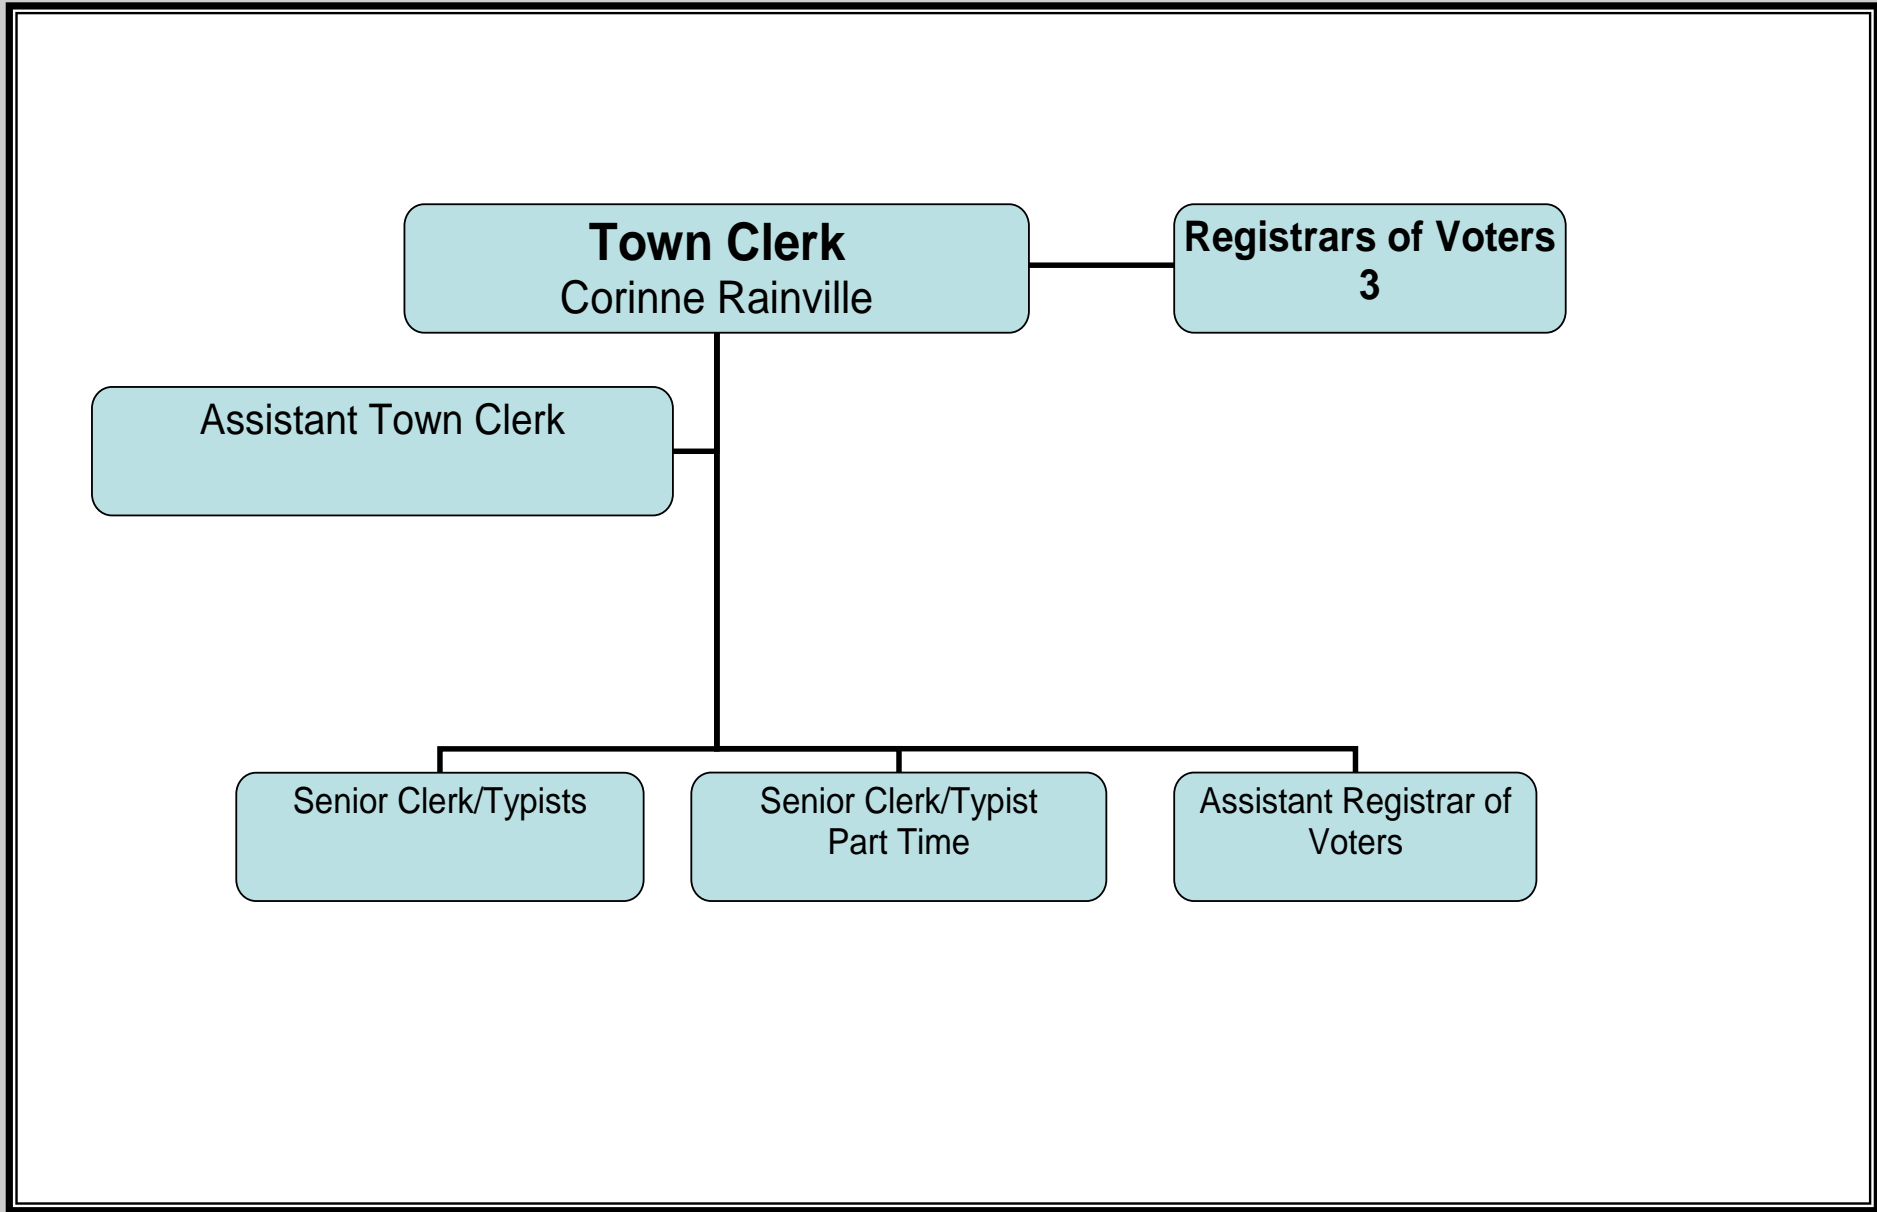 Town Clerk
Corinne Rainville
Registrars of Voters
3
Assistant Town Clerk
Senior Clerk/Typists
Senior Clerk/Typist
Part Time
Assistant Registrar of
Voters